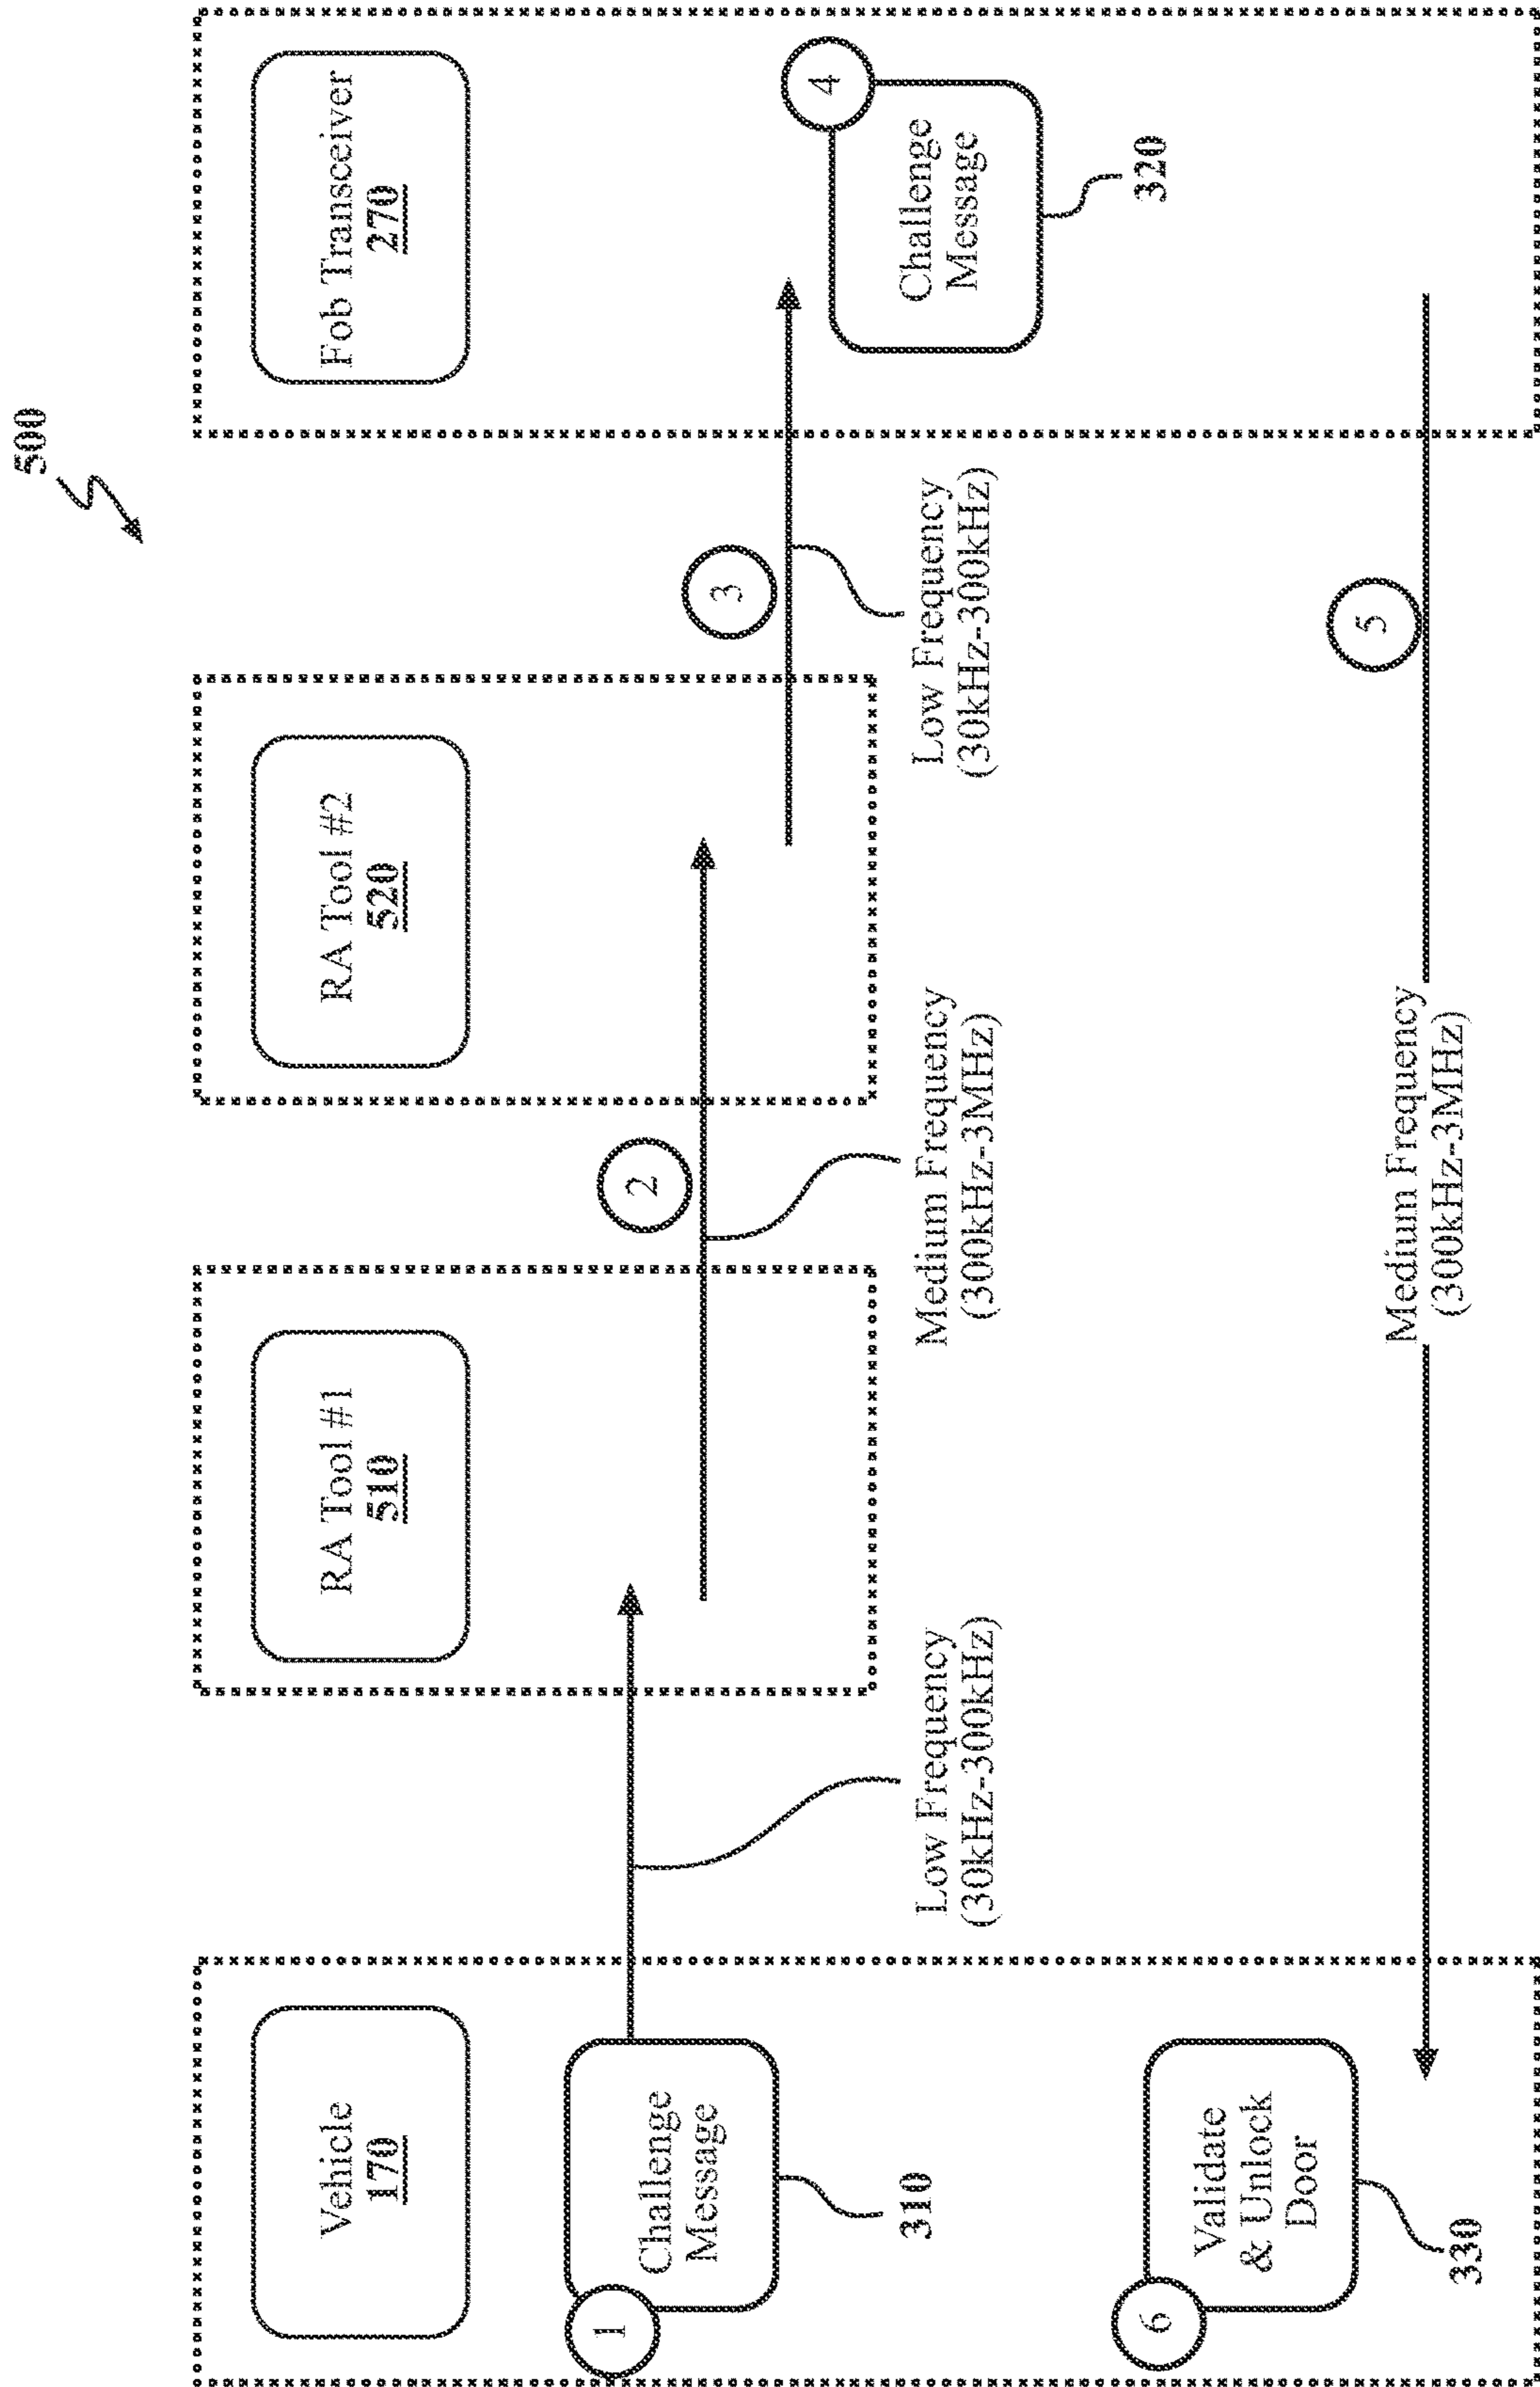 500
Vehicle
170
RA Tool #1
510
RA Tool #2
520
Fob Transceiver
270
1
Challenge
Message
310
2
3
4
Challenge
Message
320
Low Frequency
(30kHz-300kHz)
Medium Frequency
(300kHz-3MHz)
Low Frequency
(30kHz-300kHz)
6
Validate
& Unlock
Door
330
5
Medium Frequency
(300kHz-3MHz)